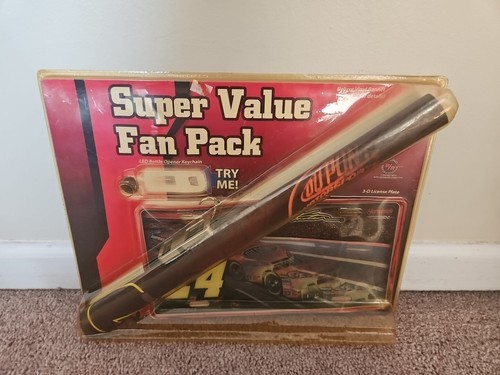 Super Value
Fan Pack
LED Bottle Opener Keychain
TRY
ME!
3-D License Plate
24